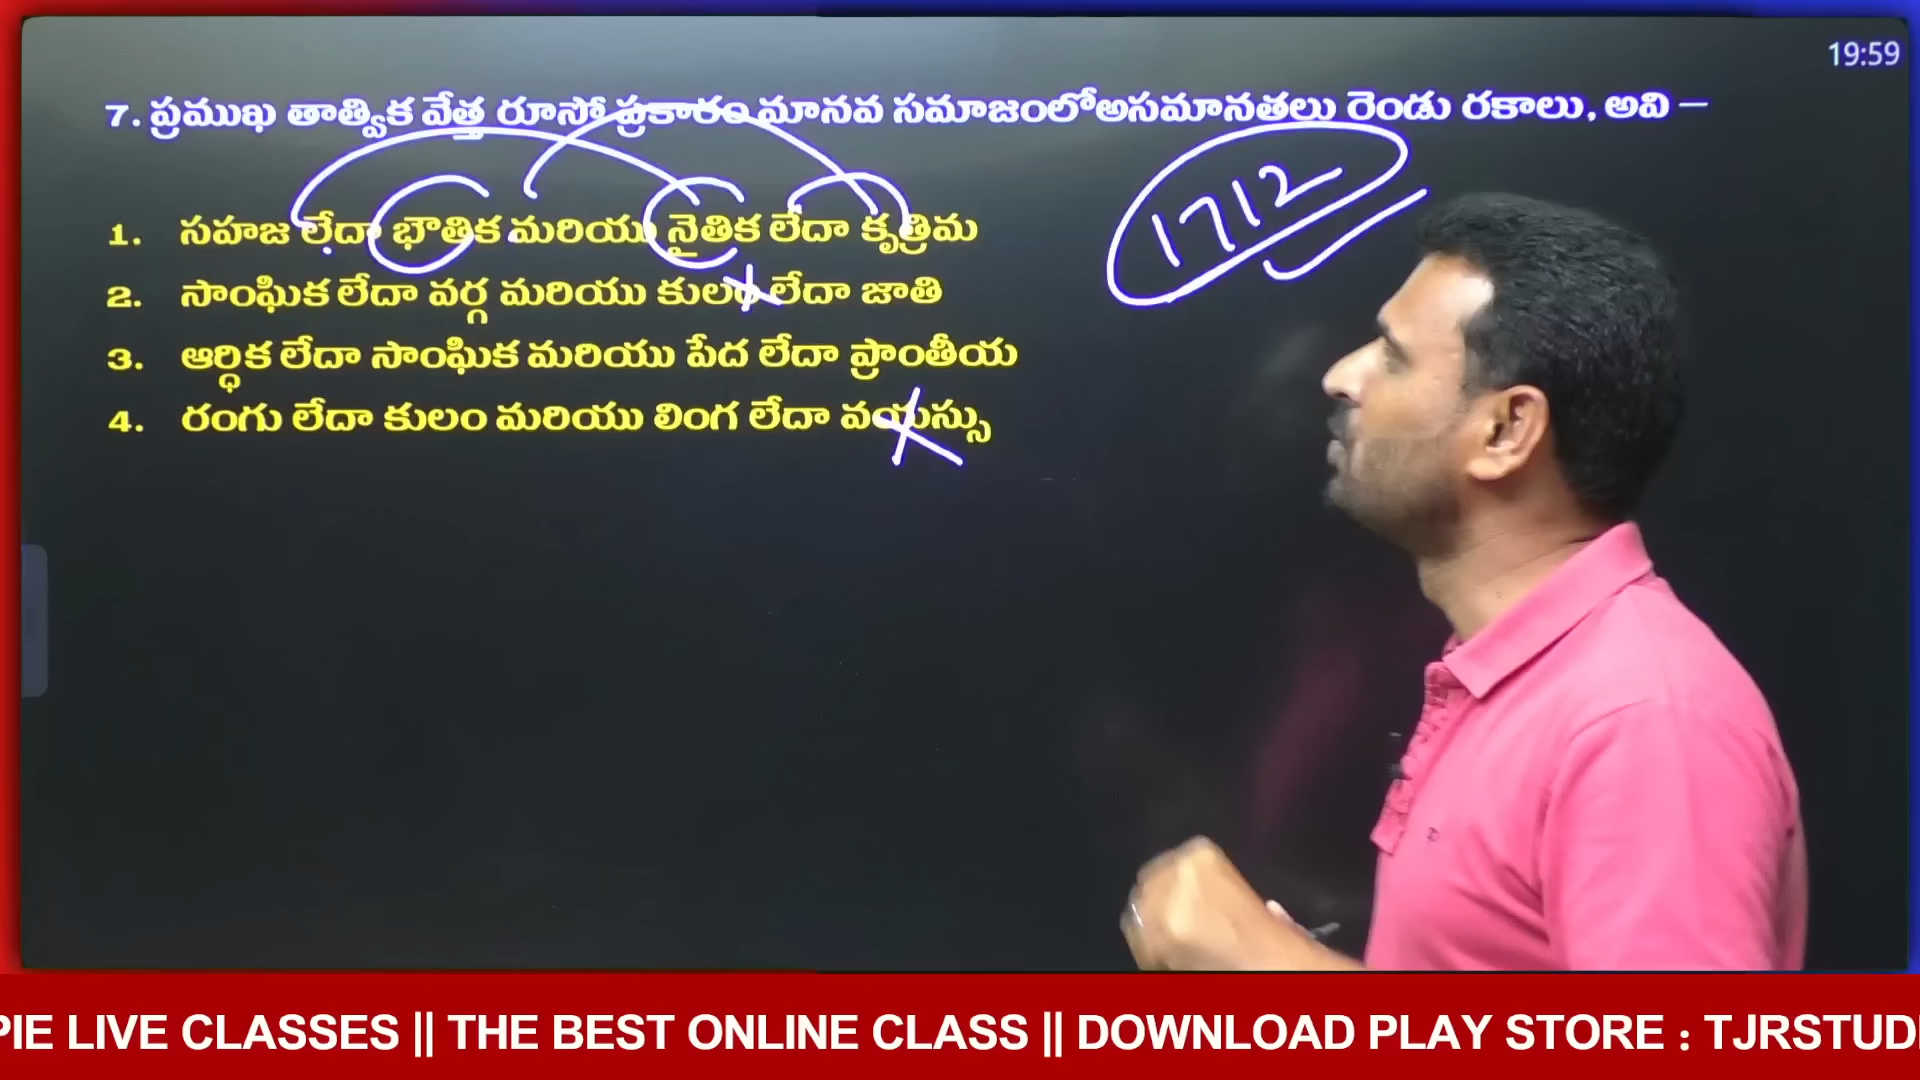 19:59
7. ప్రముఖ తాత్విక వేత్త రూసో ప్రకారం మానవ సమాజంలోఅసమానతలు రెండు రకాలు, అవి –
1712
1. సహజ లేదా భౌతిక మరియు నైతిక లేదా కృత్రిమ
2. సాంఘిక లేదా వర్గ మరియు కులం లేదా జాతి
3. ఆర్ధిక లేదా సాంఘిక మరియు పేద లేదా ప్రాంతీయ
4. రంగు లేదా కులం మరియు లింగ లేదా వయస్సు
PIE LIVE CLASSES || THE BEST ONLINE CLASS || DOWNLOAD PLAY STORE : TJRSTUD